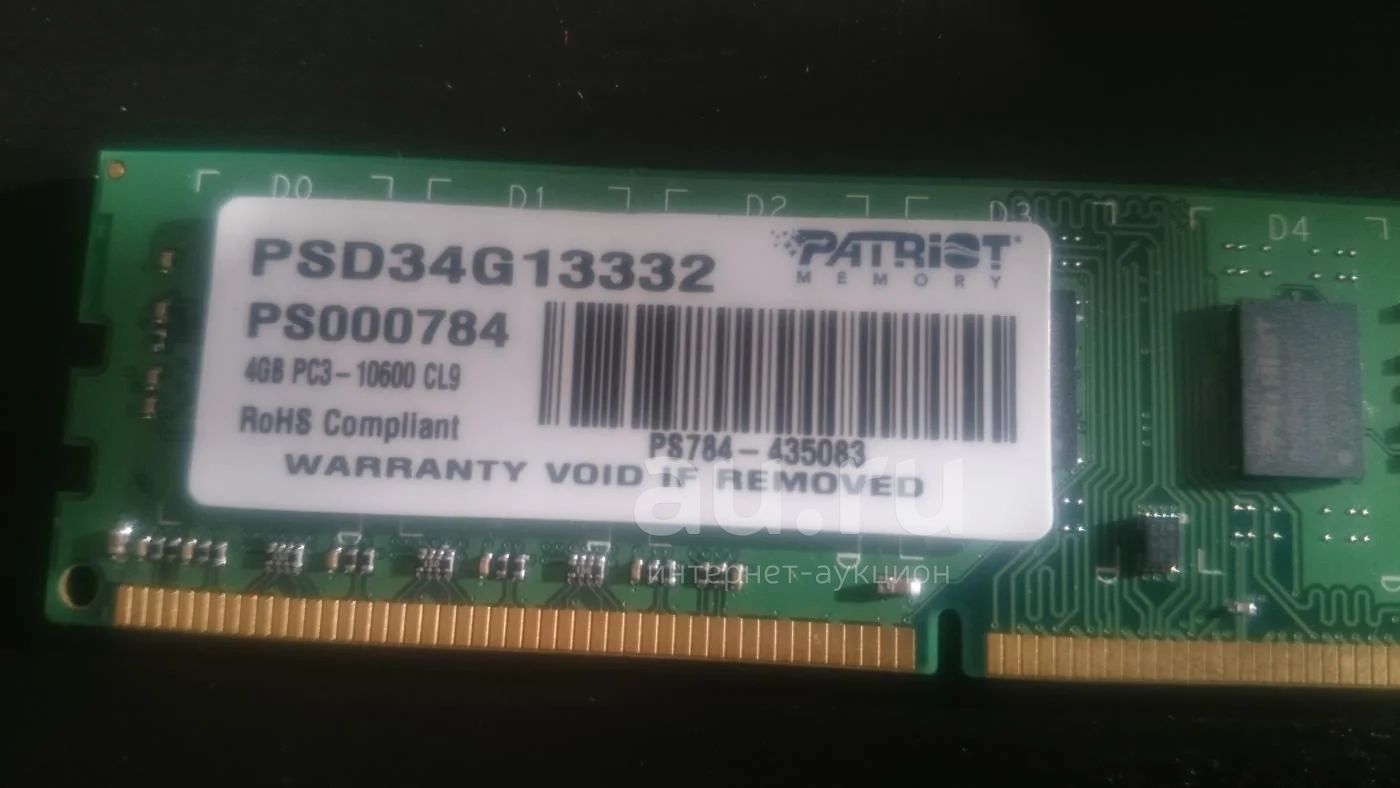 D0 D1 D2 D3 D4
PSD34G13332
PATRIOT
MEMORY
PS000784
4GB PC3-10600 CL9
RoHS Compliant
PS784-435083
WARRANTY VOID IF REMOVED
au.ru
интернет-аукцион